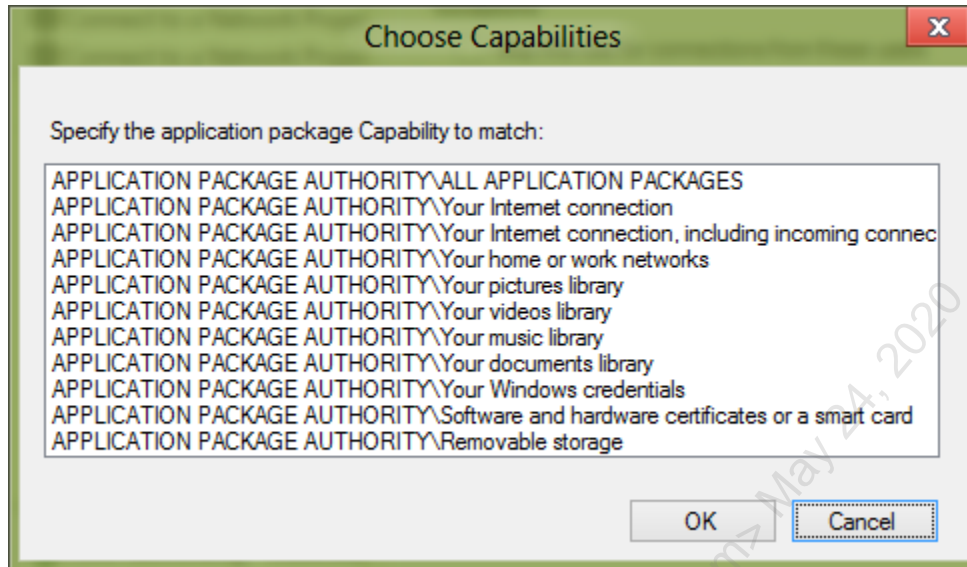 Choose Capabilities
Specify the application package Capability to match:
APPLICATION PACKAGE AUTHORITY\ALL APPLICATION PACKAGES
APPLICATION PACKAGE AUTHORITY\Your Internet connection
APPLICATION PACKAGE AUTHORITY\Your Internet connection, including incoming connec
APPLICATION PACKAGE AUTHORITY\Your home or work networks
APPLICATION PACKAGE AUTHORITY\Your pictures library
APPLICATION PACKAGE AUTHORITY\Your videos library
APPLICATION PACKAGE AUTHORITY\Your music library
APPLICATION PACKAGE AUTHORITY\Your documents library
APPLICATION PACKAGE AUTHORITY\Your Windows credentials
APPLICATION PACKAGE AUTHORITY\Software and hardware certificates or a smart card
APPLICATION PACKAGE AUTHORITY\Removable storage
OK Cancel
m> May 24, 2020